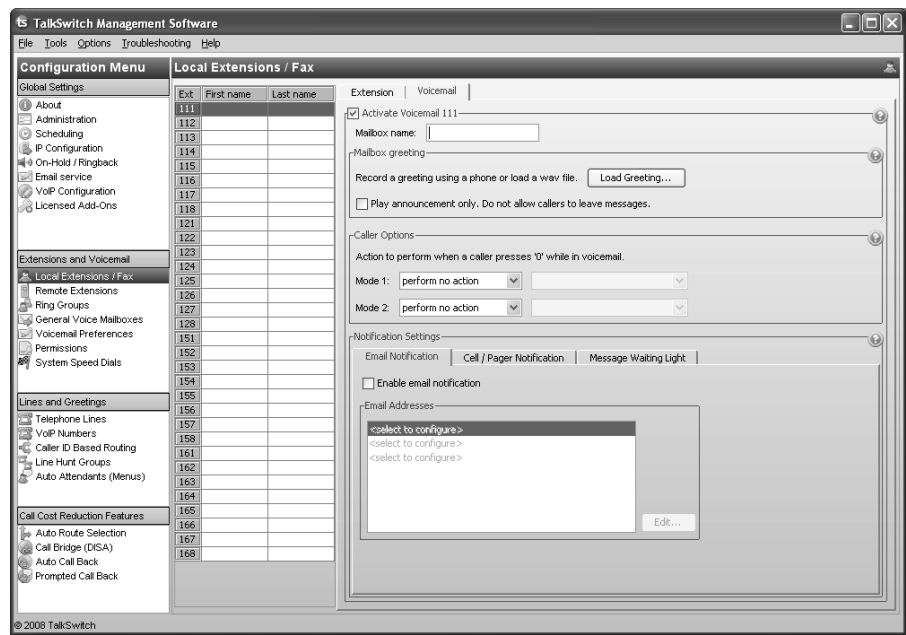 ts TalkSwitch Management Software
File Tools Options Troubleshooting Help
Configuration Menu
Global Settings
About
Administration
Scheduling
IP Configuration
On-Hold / Ringback
Email service
VoIP Configuration
Licensed Add-Ons
Extensions and Voicemail
Local Extensions / Fax
Remote Extensions
Ring Groups
General Voice Mailboxes
Voicemail Preferences
Permissions
System Speed Dials
Lines and Greetings
Telephone Lines
VoIP Numbers
Caller ID Based Routing
Line Hunt Groups
Auto Attendants (Menus)
Call Cost Reduction Features
Auto Route Selection
Call Bridge (DISA)
Auto Call Back
Prompted Call Back
Local Extensions / Fax
Ext First name Last name
111
112
113
114
115
116
117
118
121
122
123
124
125
126
127
128
151
152
153
154
155
156
157
158
161
162
163
164
165
166
167
168
Extension Voicemail
Activate Voicemail 111
Mailbox name:
Mailbox greeting
Record a greeting using a phone or load a wav file. Load Greeting...
Play announcement only. Do not allow callers to leave messages.
Caller Options
Action to perform when a caller presses '0' while in voicemail.
Mode 1: perform no action
Mode 2: perform no action
Notification Settings
Email Notification Cell / Pager Notification Message Waiting Light
Enable email notification
Email Addresses
<select to configure>
<select to configure>
<select to configure>
Edit...
© 2008 TalkSwitch